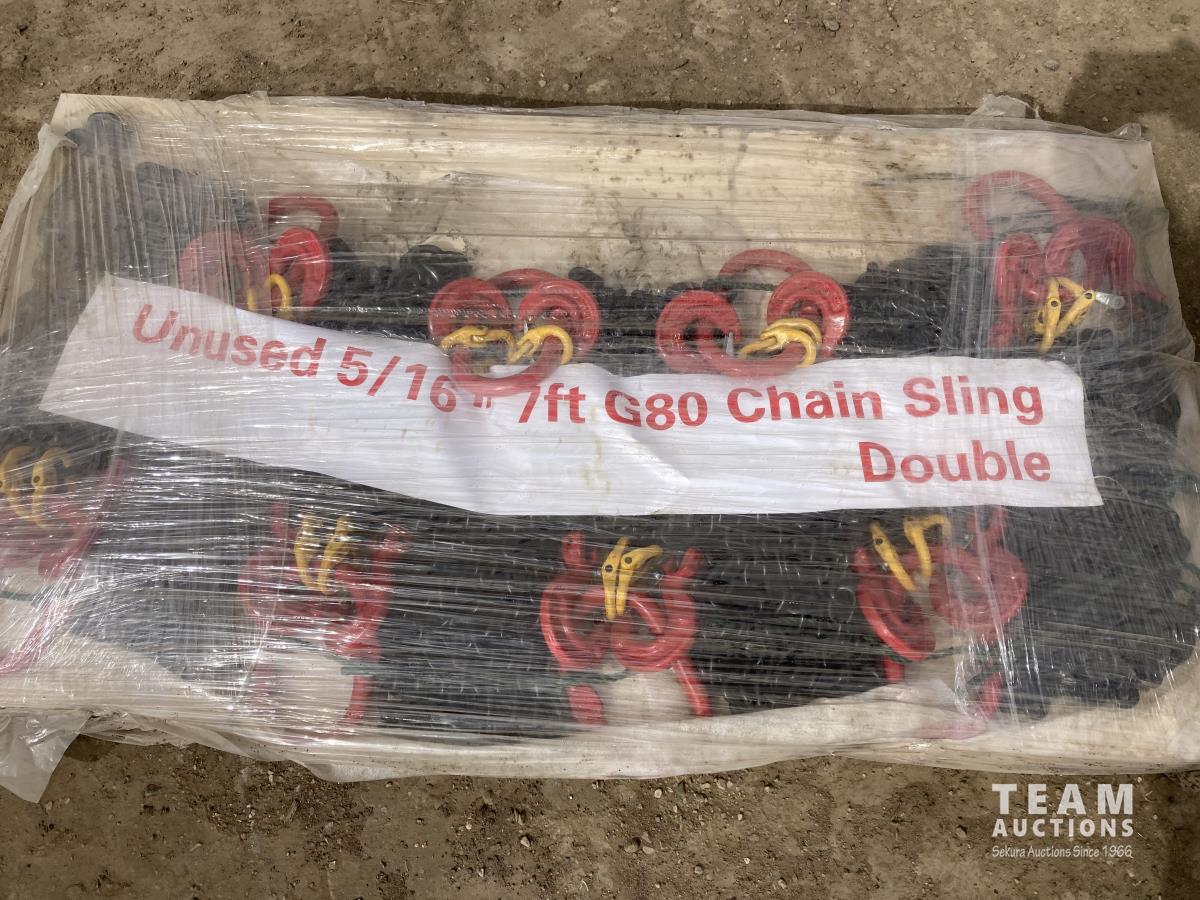 Unused 5/16 " 7ft G80 Chain Sling
Double
TEAM
AUCTIONS
Sekura Auctions Since 1966